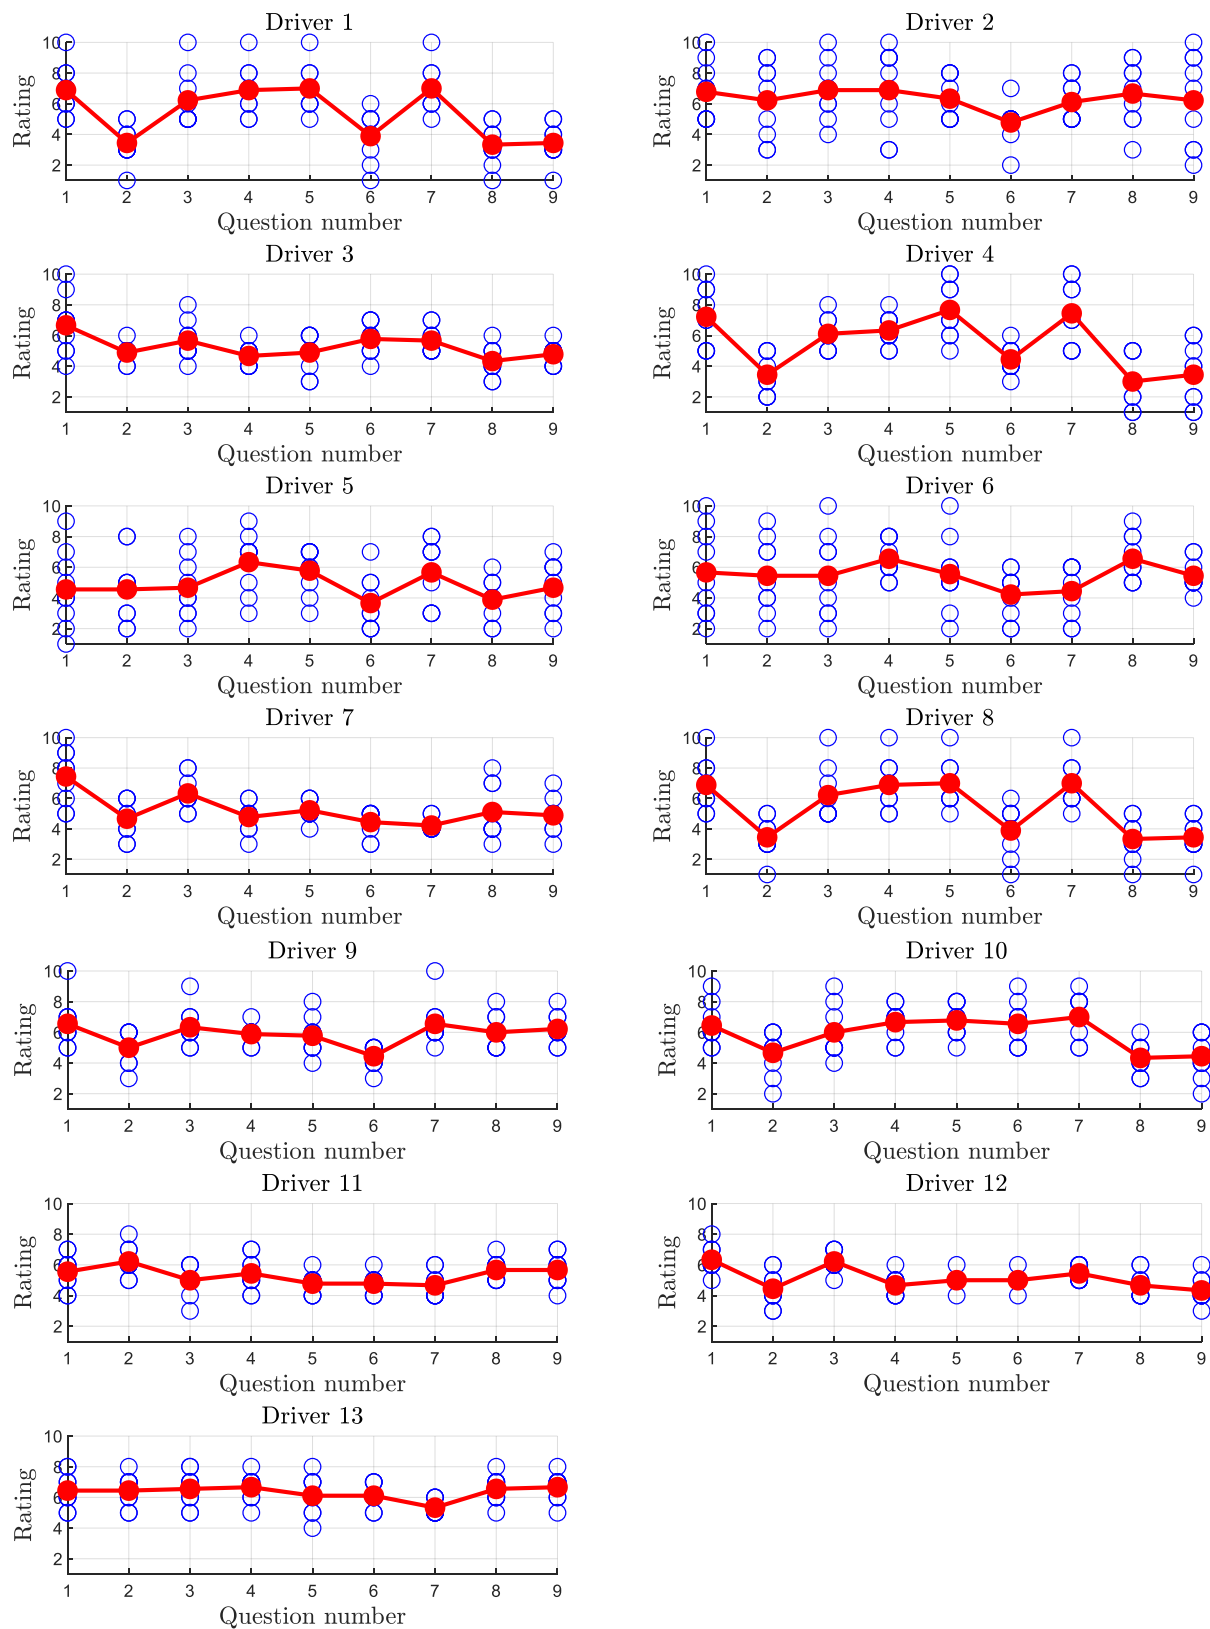 Driver 1
Rating
10
8
6
4
2
1 2 3 4 5 6 7 8 9
Question number
Driver 2
Rating
10
8
6
4
2
1 2 3 4 5 6 7 8 9
Question number
Driver 3
Rating
10
8
6
4
2
1 2 3 4 5 6 7 8 9
Question number
Driver 4
Rating
10
8
6
4
2
1 2 3 4 5 6 7 8 9
Question number
Driver 5
Rating
10
8
6
4
2
1 2 3 4 5 6 7 8 9
Question number
Driver 6
Rating
10
8
6
4
2
1 2 3 4 5 6 7 8 9
Question number
Driver 7
Rating
10
8
6
4
2
1 2 3 4 5 6 7 8 9
Question number
Driver 8
Rating
10
8
6
4
2
1 2 3 4 5 6 7 8 9
Question number
Driver 9
Rating
10
8
6
4
2
1 2 3 4 5 6 7 8 9
Question number
Driver 10
Rating
10
8
6
4
2
1 2 3 4 5 6 7 8 9
Question number
Driver 11
Rating
10
8
6
4
2
1 2 3 4 5 6 7 8 9
Question number
Driver 12
Rating
10
8
6
4
2
1 2 3 4 5 6 7 8 9
Question number
Driver 13
Rating
10
8
6
4
2
1 2 3 4 5 6 7 8 9
Question number